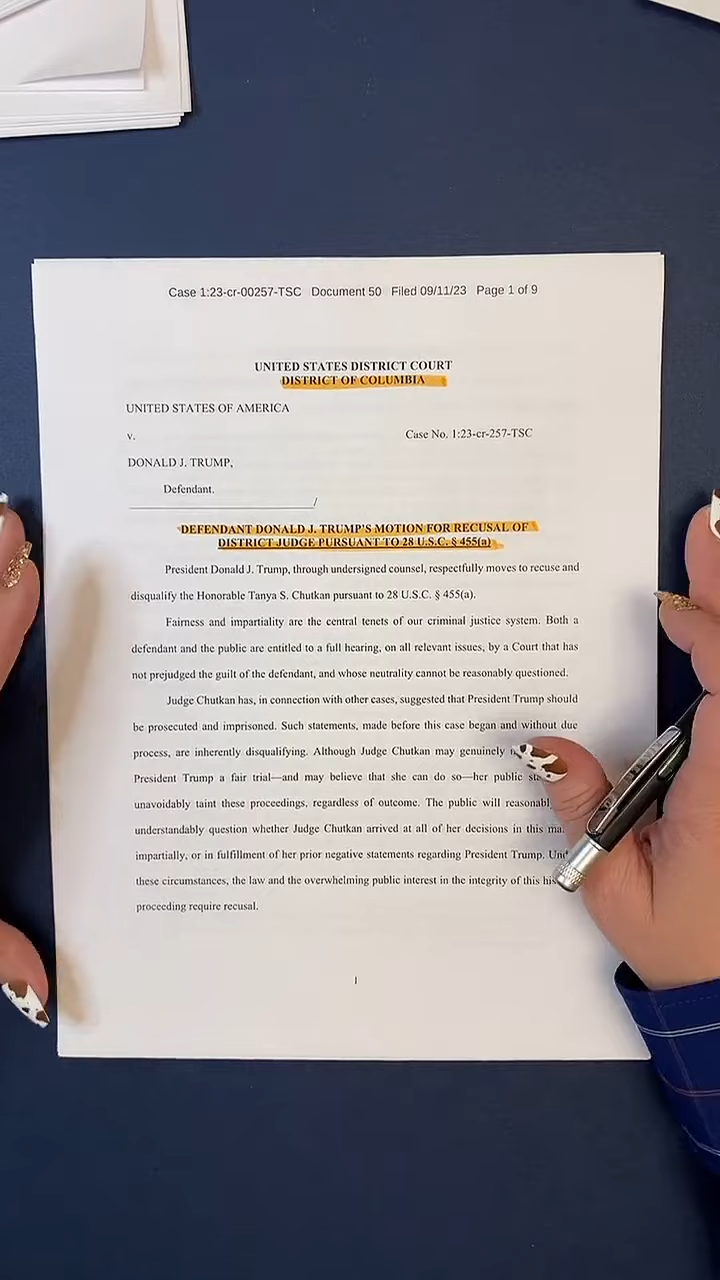 Case 1:23-cr-00257-TSC Document 50 Filed 09/11/23 Page 1 of 9
UNITED STATES DISTRICT COURT
DISTRICT OF COLUMBIA
UNITED STATES OF AMERICA
v.
Case No. 1:23-cr-257-TSC
DONALD J. TRUMP,
Defendant.
/
DEFENDANT DONALD J. TRUMP'S MOTION FOR RECUSAL OF
DISTRICT JUDGE PURSUANT TO 28 U.S.C. § 455(a)
President Donald J. Trump, through undersigned counsel, respectfully moves to recuse and
disqualify the Honorable Tanya S. Chutkan pursuant to 28 U.S.C. § 455(a).
Fairness and impartiality are the central tenets of our criminal justice system. Both a
defendant and the public are entitled to a full hearing, on all relevant issues, by a Court that has
not prejudged the guilt of the defendant, and whose neutrality cannot be reasonably questioned.
Judge Chutkan has, in connection with other cases, suggested that President Trump should
be prosecuted and imprisoned. Such statements, made before this case began and without due
process, are inherently disqualifying. Although Judge Chutkan may genuinely
President Trump a fair trial—and may believe that she can do so—her public
unavoidably taint these proceedings, regardless of outcome. The public will
understandably question whether Judge Chutkan arrived at all of her decisions in this
impartially, or in fulfillment of her prior negative statements regarding President Trump.
these circumstances, the law and the overwhelming public interest in the integrity of this
proceeding require recusal.
1